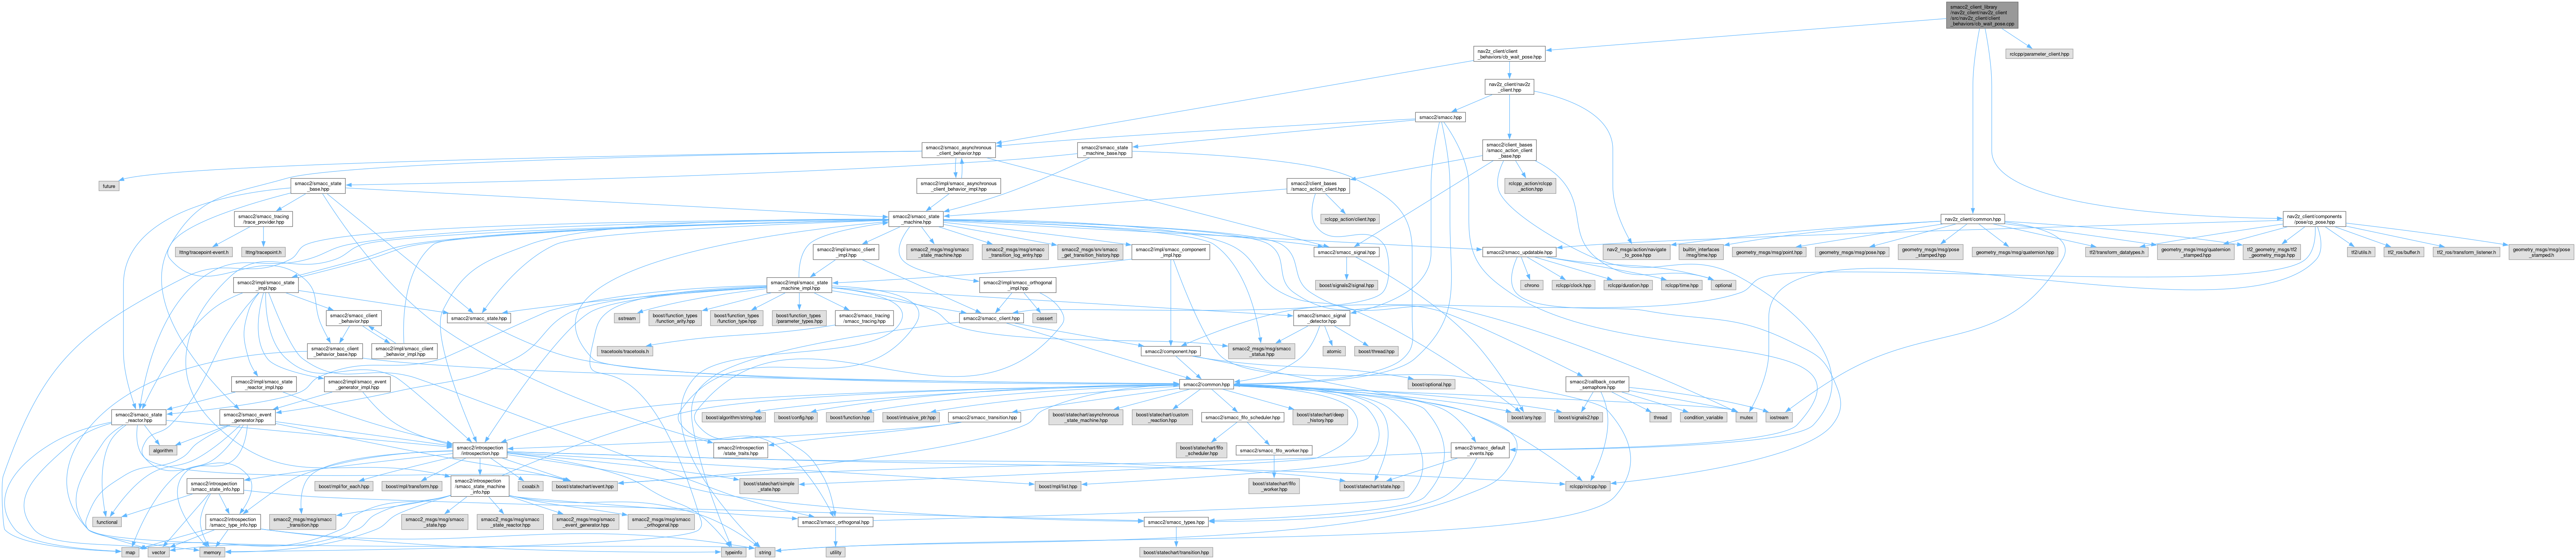 smacc2_client_library
/nav2z_client/nav2z_client
/src/nav2z_client/client
_behaviors/cb_wait_pose.cpp
nav2z_client/client
_behaviors/cb_wait_pose.hpp
rclcpp/parameter_client.hpp
nav2z_client/nav2z
_client.hpp
smacc2/smacc.hpp
smacc2/smacc_asynchronous
_client_behavior.hpp
smacc2/smacc_state
_machine_base.hpp
smacc2/client_bases
/smacc_action_client
_base.hpp
future
smacc2/smacc_state
_base.hpp
smacc2/impl/smacc_asynchronous
_client_behavior_impl.hpp
smacc2/client_bases
/smacc_action_client.hpp
rclcpp_action/rclcpp
_action.hpp
smacc2/smacc_tracing
/trace_provider.hpp
smacc2/smacc_state
_machine.hpp
rclcpp_action/client.hpp
nav2z_client/common.hpp
nav2z_client/components
/pose/cp_pose.hpp
lttng/tracepoint-event.h
lttng/tracepoint.h
smacc2/impl/smacc_client
_impl.hpp
smacc2_msgs/msg/smacc
_state_machine.hpp
smacc2_msgs/msg/smacc
_transition_log_entry.hpp
smacc2_msgs/srv/smacc
_get_transition_history.hpp
smacc2/impl/smacc_component
_impl.hpp
smacc2/smacc_signal.hpp
smacc2/smacc_updatable.hpp
nav2_msgs/action/navigate
_to_pose.hpp
builtin_interfaces
/msg/time.hpp
geometry_msgs/msg/point.hpp
geometry_msgs/msg/pose.hpp
geometry_msgs/msg/pose
_stamped.hpp
geometry_msgs/msg/quaternion.hpp
tf2/transform_datatypes.h
geometry_msgs/msg/quaternion
_stamped.hpp
tf2_geometry_msgs/tf2
_geometry_msgs.hpp
tf2/utils.h
tf2_ros/buffer.h
tf2_ros/transform_listener.h
geometry_msgs/msg/pose
_stamped.h
smacc2/impl/smacc_state
_impl.hpp
smacc2/impl/smacc_state
_machine_impl.hpp
smacc2/impl/smacc_orthogonal
_impl.hpp
boost/signals2/signal.hpp
chrono
rclcpp/clock.hpp
rclcpp/duration.hpp
rclcpp/time.hpp
optional
smacc2/smacc_client
_behavior.hpp
smacc2/smacc_state.hpp
sstream
boost/function_types
/function_arity.hpp
boost/function_types
/function_type.hpp
boost/function_types
/parameter_types.hpp
smacc2/smacc_tracing
/smacc_tracing.hpp
smacc2/smacc_client.hpp
cassert
smacc2/smacc_signal
_detector.hpp
smacc2/smacc_client
_behavior_base.hpp
smacc2/impl/smacc_client
_behavior_impl.hpp
tracetools/tracetools.h
smacc2/component.hpp
smacc2_msgs/msg/smacc
_status.hpp
atomic
boost/thread.hpp
smacc2/impl/smacc_state
_reactor_impl.hpp
smacc2/impl/smacc_event
_generator_impl.hpp
smacc2/common.hpp
boost/optional.hpp
smacc2/callback_counter
_semaphore.hpp
smacc2/smacc_state
_reactor.hpp
smacc2/smacc_event
_generator.hpp
boost/algorithm/string.hpp
boost/config.hpp
boost/function.hpp
boost/intrusive_ptr.hpp
smacc2/smacc_transition.hpp
boost/statechart/asynchronous
_state_machine.hpp
boost/statechart/custom
_reaction.hpp
smacc2/smacc_fifo_scheduler.hpp
boost/statechart/deep
_history.hpp
boost/any.hpp
boost/signals2.hpp
thread
condition_variable
mutex
iostream
algorithm
smacc2/introspection
/introspection.hpp
smacc2/introspection
/state_traits.hpp
boost/statechart/fifo
_scheduler.hpp
smacc2/smacc_fifo_worker.hpp
smacc2/smacc_default
_events.hpp
smacc2/introspection
/smacc_state_info.hpp
boost/mpl/for_each.hpp
boost/mpl/transform.hpp
smacc2/introspection
/smacc_state_machine
_info.hpp
cxxabi.h
boost/statechart/event.hpp
boost/statechart/simple
_state.hpp
boost/mpl/list.hpp
boost/statechart/fifo
_worker.hpp
boost/statechart/state.hpp
rclcpp/rclcpp.hpp
functional
smacc2/introspection
/smacc_type_info.hpp
smacc2_msgs/msg/smacc
_transition.hpp
smacc2_msgs/msg/smacc
_state.hpp
smacc2_msgs/msg/smacc
_state_reactor.hpp
smacc2_msgs/msg/smacc
_event_generator.hpp
smacc2_msgs/msg/smacc
_orthogonal.hpp
smacc2/smacc_orthogonal.hpp
smacc2/smacc_types.hpp
map
vector
memory
typeinfo
string
utility
boost/statechart/transition.hpp